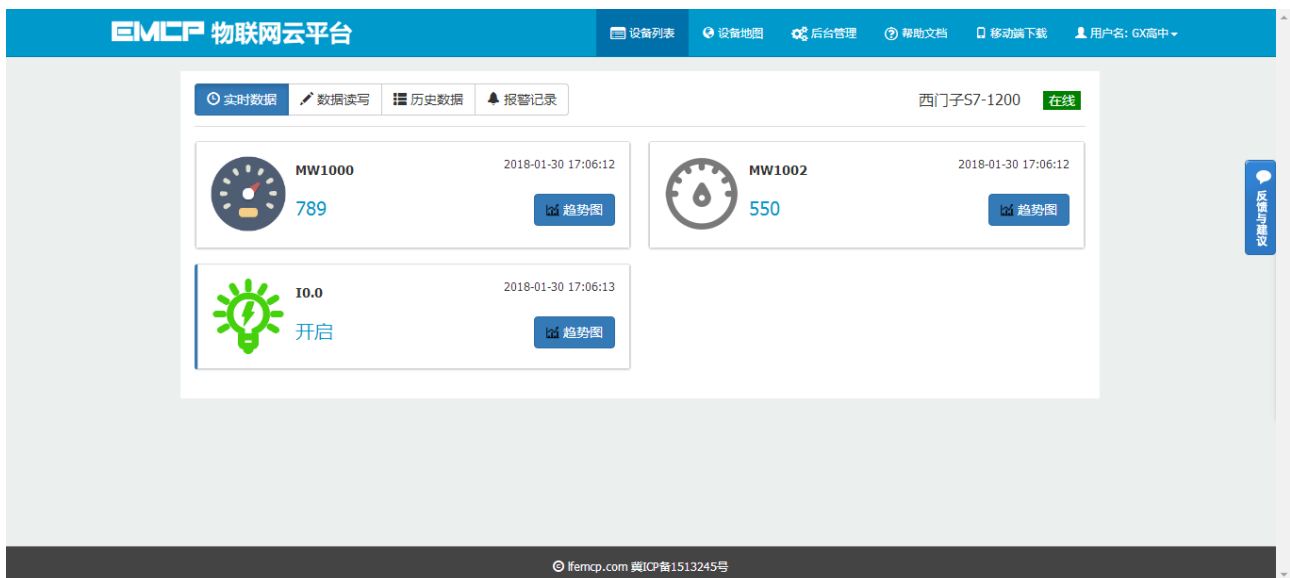 EMCP 物联网云平台
设备列表 设备地图 后台管理 帮助文档 移动端下载 用户名: GX高中
实时数据 数据读写 历史数据 报警记录
西门子S7-1200 在线
MW1000 2018-01-30 17:06:12
789 趋势图
MW1002 2018-01-30 17:06:12
550 趋势图
I0.0 2018-01-30 17:06:13
开启 趋势图
反馈与建议
© lfemcp.com 冀ICP备1513245号